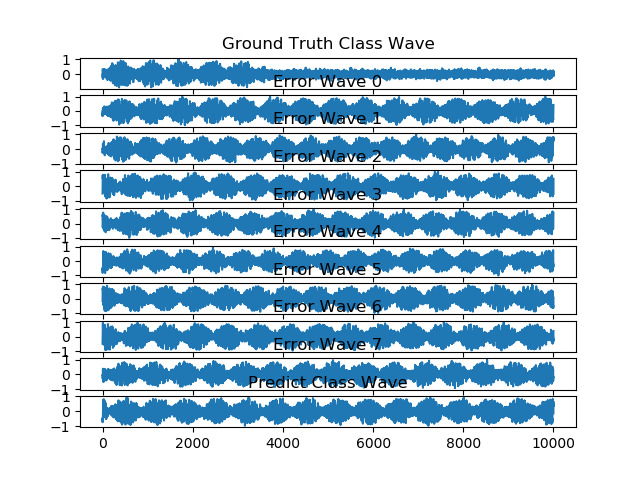 Ground Truth Class Wave
1
0
Error Wave 0
1
0
−1
Error Wave 1
1
0
−1
Error Wave 2
1
0
−1
Error Wave 3
1
0
−1
Error Wave 4
1
0
−1
Error Wave 5
1
0
−1
Error Wave 6
1
0
−1
Error Wave 7
1
0
−1
Predict Class Wave
1
0
−1
0 2000 4000 6000 8000 10000